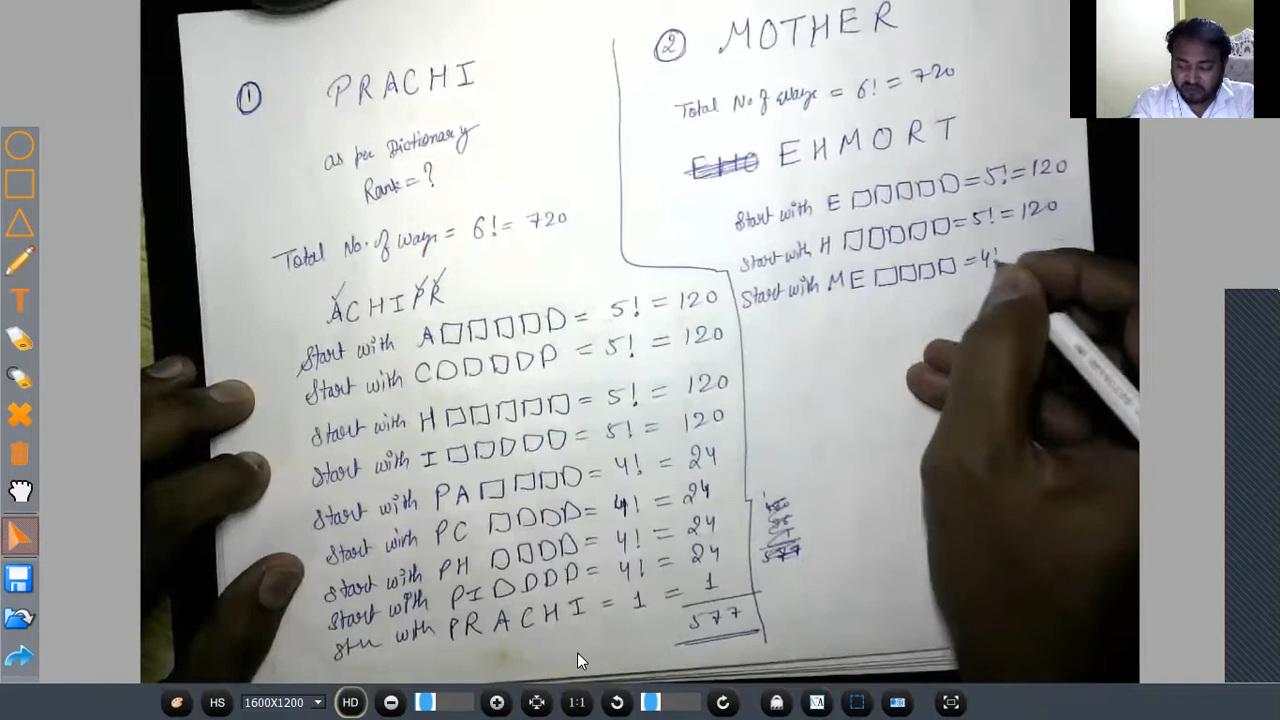 ① PRACHI
as per Dictionary
Rank = ?
Total No. of ways = 6! = 720
ACHIPR
Start with A□□□□□ = 5! = 120
Start with C□□□□□ = 5! = 120
Start with H□□□□□ = 5! = 120
Start with I□□□□□ = 5! = 120
Start with PA□□□□ = 4! = 24
Start with PC□□□□ = 4! = 24
Start with PH□□□□ = 4! = 24
Start with PI□□□□ = 4! = 24
with PRACHI = 1 = 1
577
② MOTHER
Total No. of ways = 6! = 720
EHO EHMORT
Start with E□□□□□ = 5! = 120
Start with H□□□□□ = 5! = 120
Start with ME□□□□ = 4!
577
T
HS
1600X1200
HD
1:1